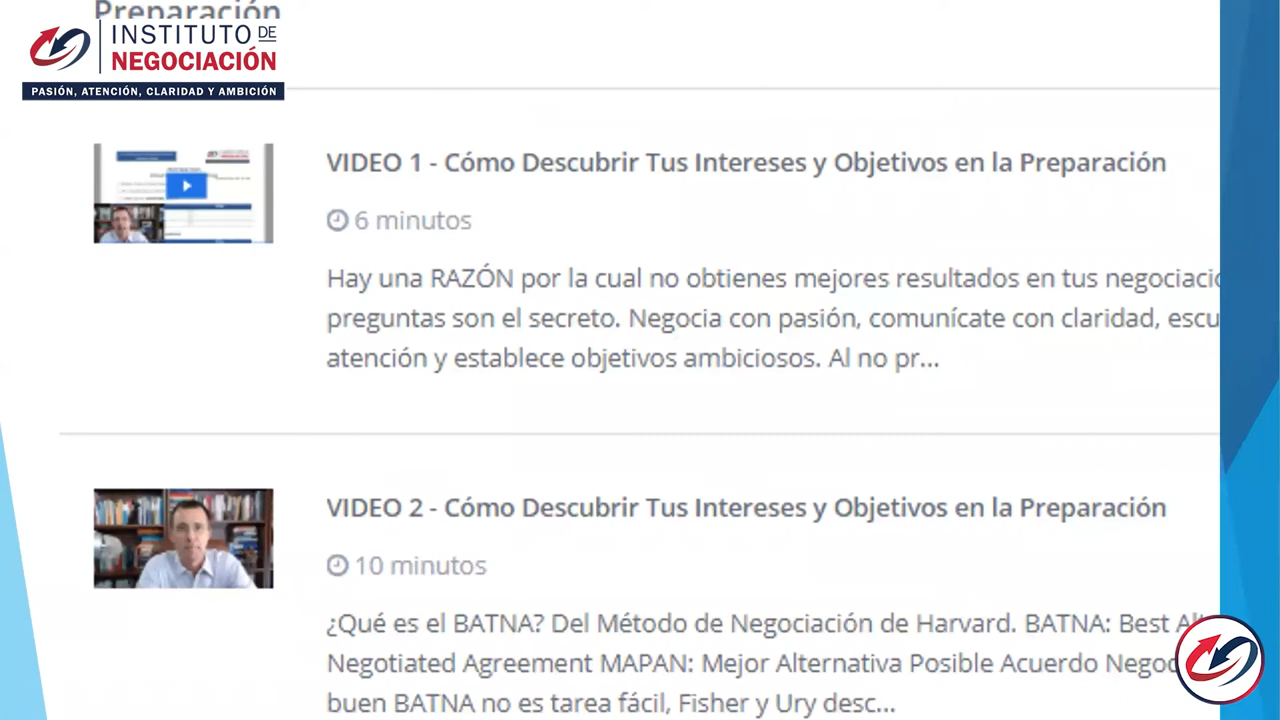 Preparación
INSTITUTO DE
NEGOCIACIÓN
PASIÓN, ATENCIÓN, CLARIDAD Y AMBICIÓN
VIDEO 1 - Cómo Descubrir Tus Intereses y Objetivos en la Preparación
6 minutos
Hay una RAZÓN por la cual no obtienes mejores resultados en tus
preguntas son el secreto. Negocia con pasión, comunícate con claridad,
atención y establece objetivos ambiciosos. Al no pr...
VIDEO 2 - Cómo Descubrir Tus Intereses y Objetivos en la Preparación
10 minutos
¿Qué es el BATNA? Del Método de Negociación de Harvard. BATNA: Best
Negotiated Agreement MAPAN: Mejor Alternativa Posible Acuerdo
buen BATNA no es tarea fácil, Fisher y Ury desc...